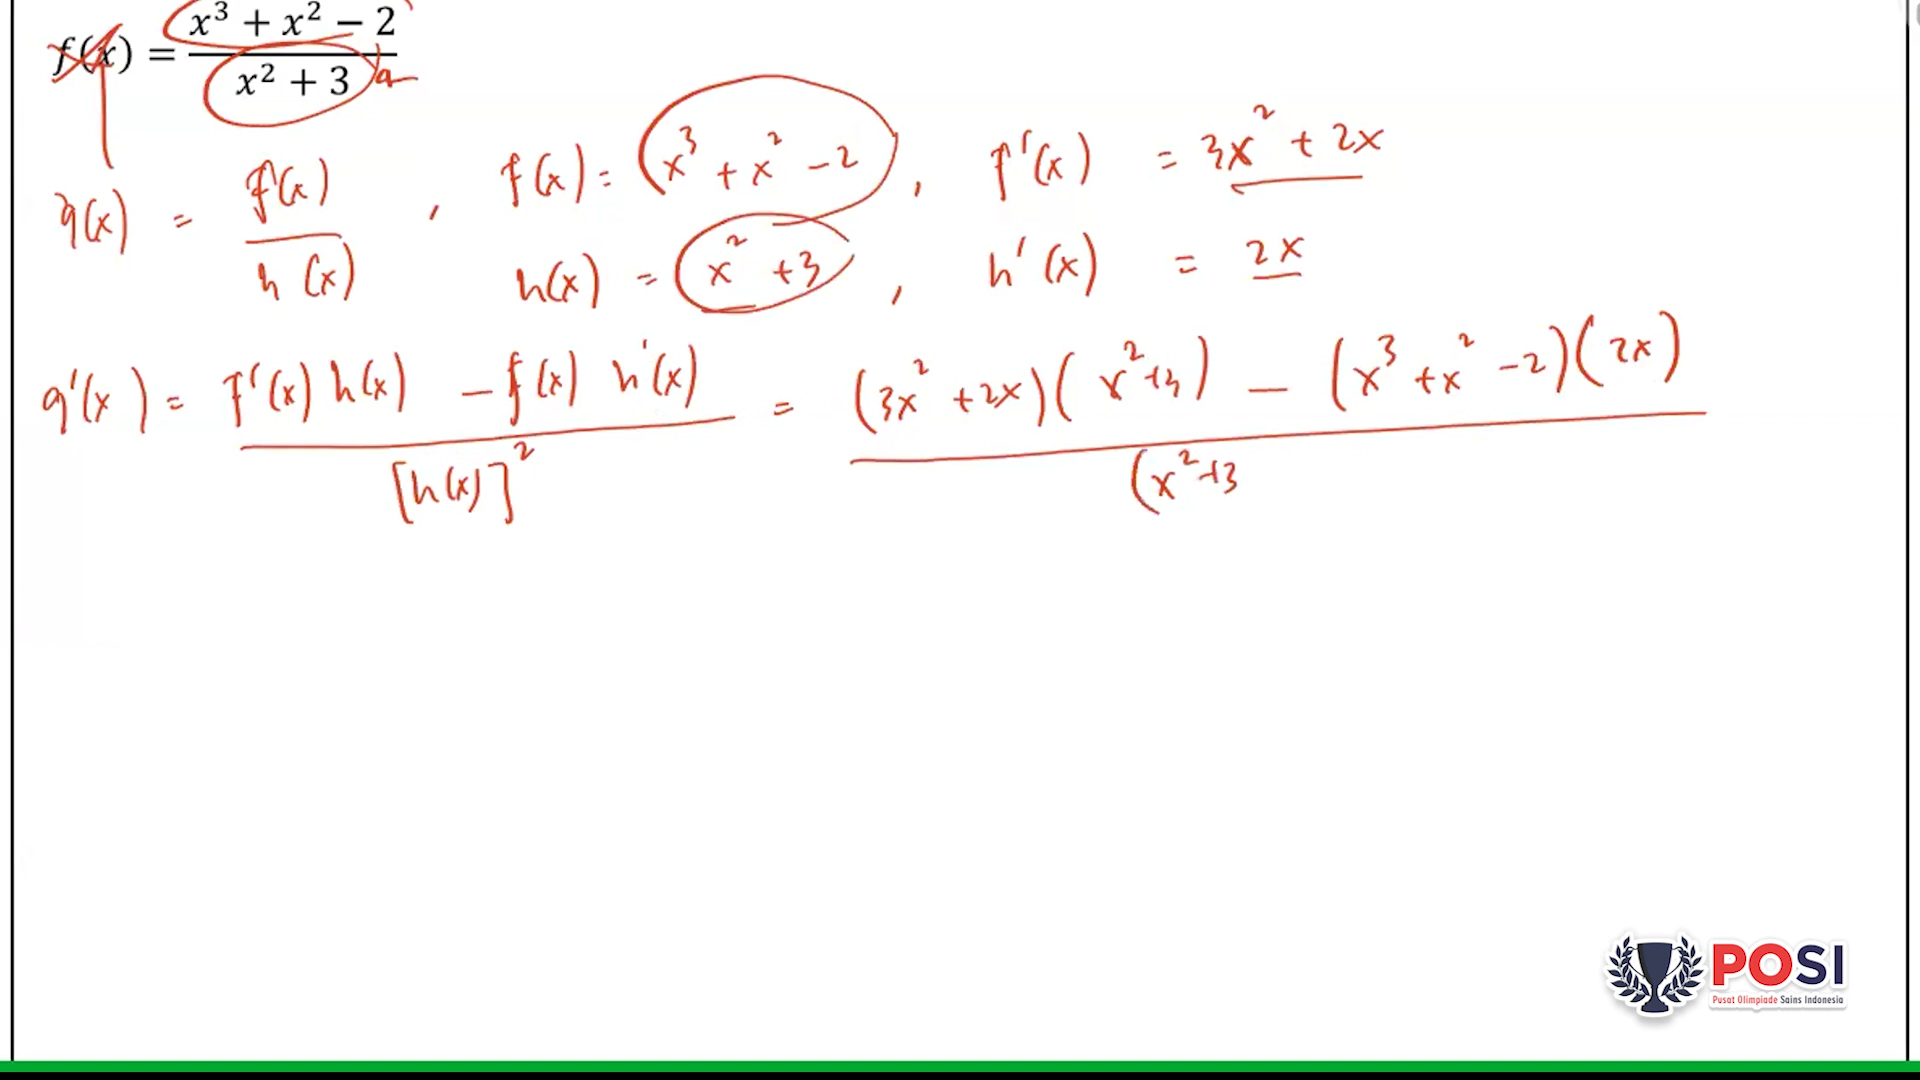 f(x) = x³ + x² − 2 / x² + 3
g(x) = f(x) / h(x) , f(x) = (x³ + x² − 2 , f'(x) = 3x² + 2x
h(x) = x² + 3 , h'(x) = 2x
g'(x) = f'(x) h(x) − f(x) h'(x) / [h(x)]² = (3x² + 2x)(x² + 3) − (x³ + x² − 2)(2x) / (x² + 3
POSI
Pusat Olimpiade Sains Indonesia